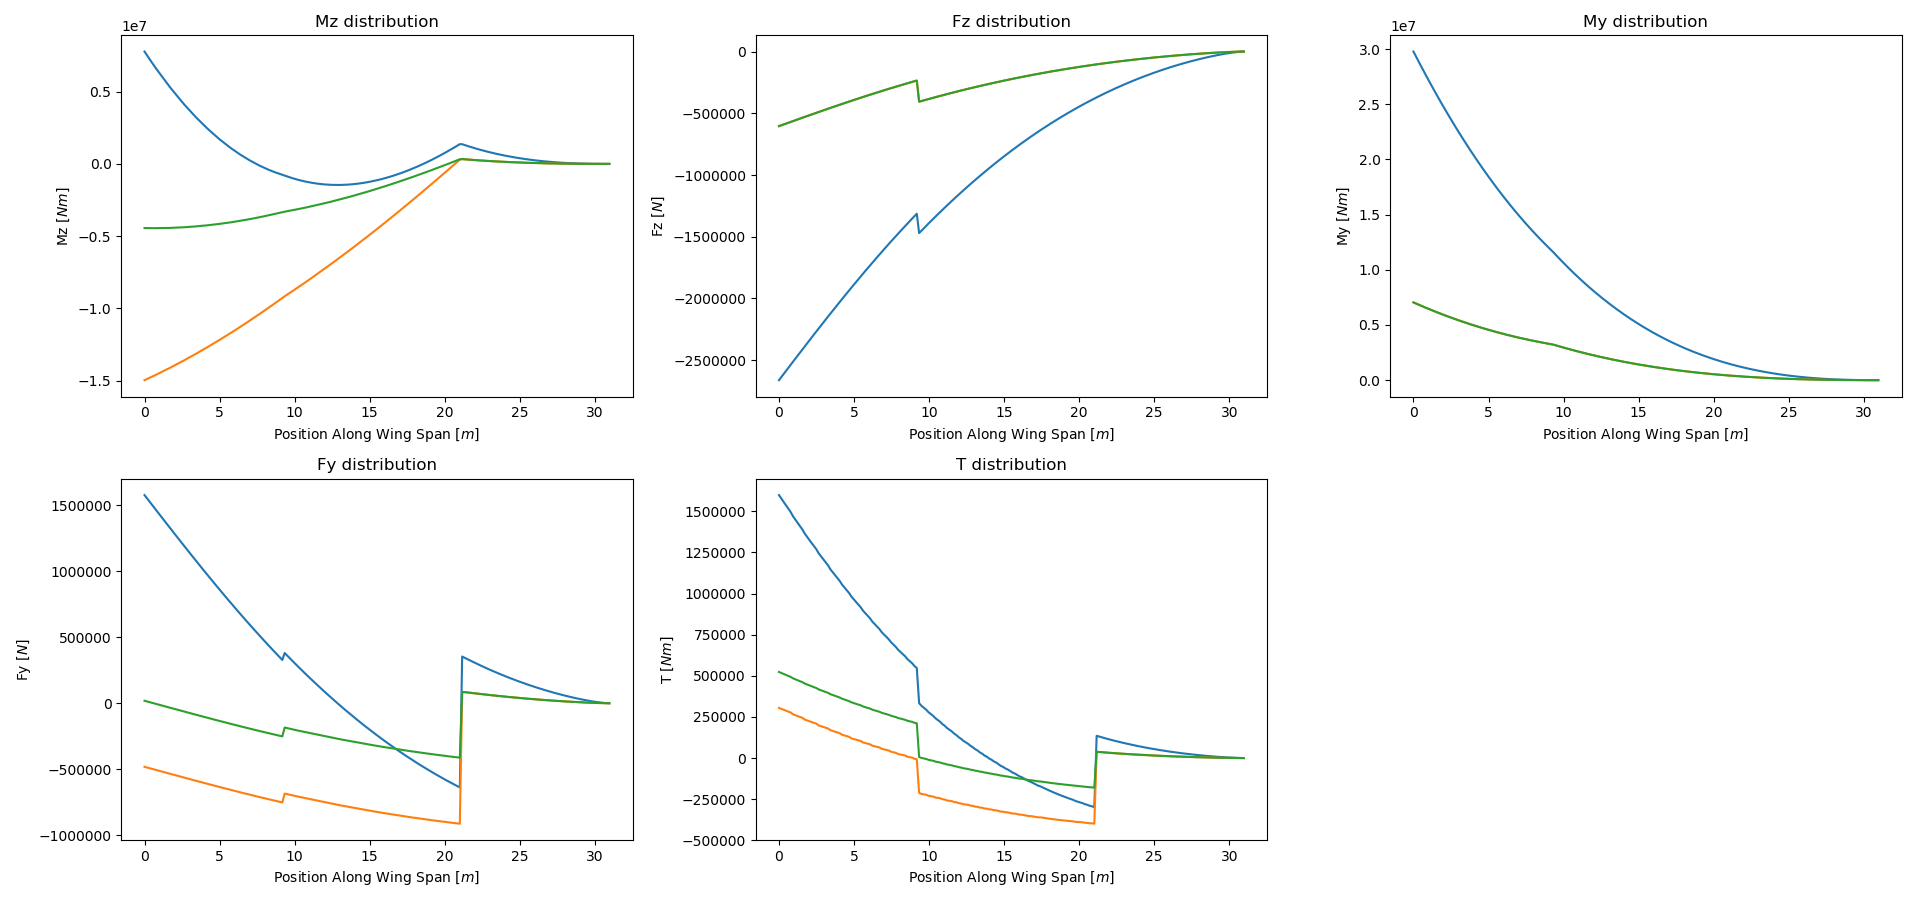 Mz distribution
1e7
0.5
0.0
−0.5
−1.0
−1.5
Mz [Nm]
0 5 10 15 20 25 30
Position Along Wing Span [m]
Fz distribution
0
−500000
−1000000
−1500000
−2000000
−2500000
Fz [N]
0 5 10 15 20 25 30
Position Along Wing Span [m]
My distribution
1e7
3.0
2.5
2.0
1.5
1.0
0.5
0.0
My [Nm]
0 5 10 15 20 25 30
Position Along Wing Span [m]
Fy distribution
1500000
1000000
500000
0
−500000
−1000000
Fy [N]
0 5 10 15 20 25 30
Position Along Wing Span [m]
T distribution
1500000
1250000
1000000
750000
500000
250000
0
−250000
−500000
T [Nm]
0 5 10 15 20 25 30
Position Along Wing Span [m]